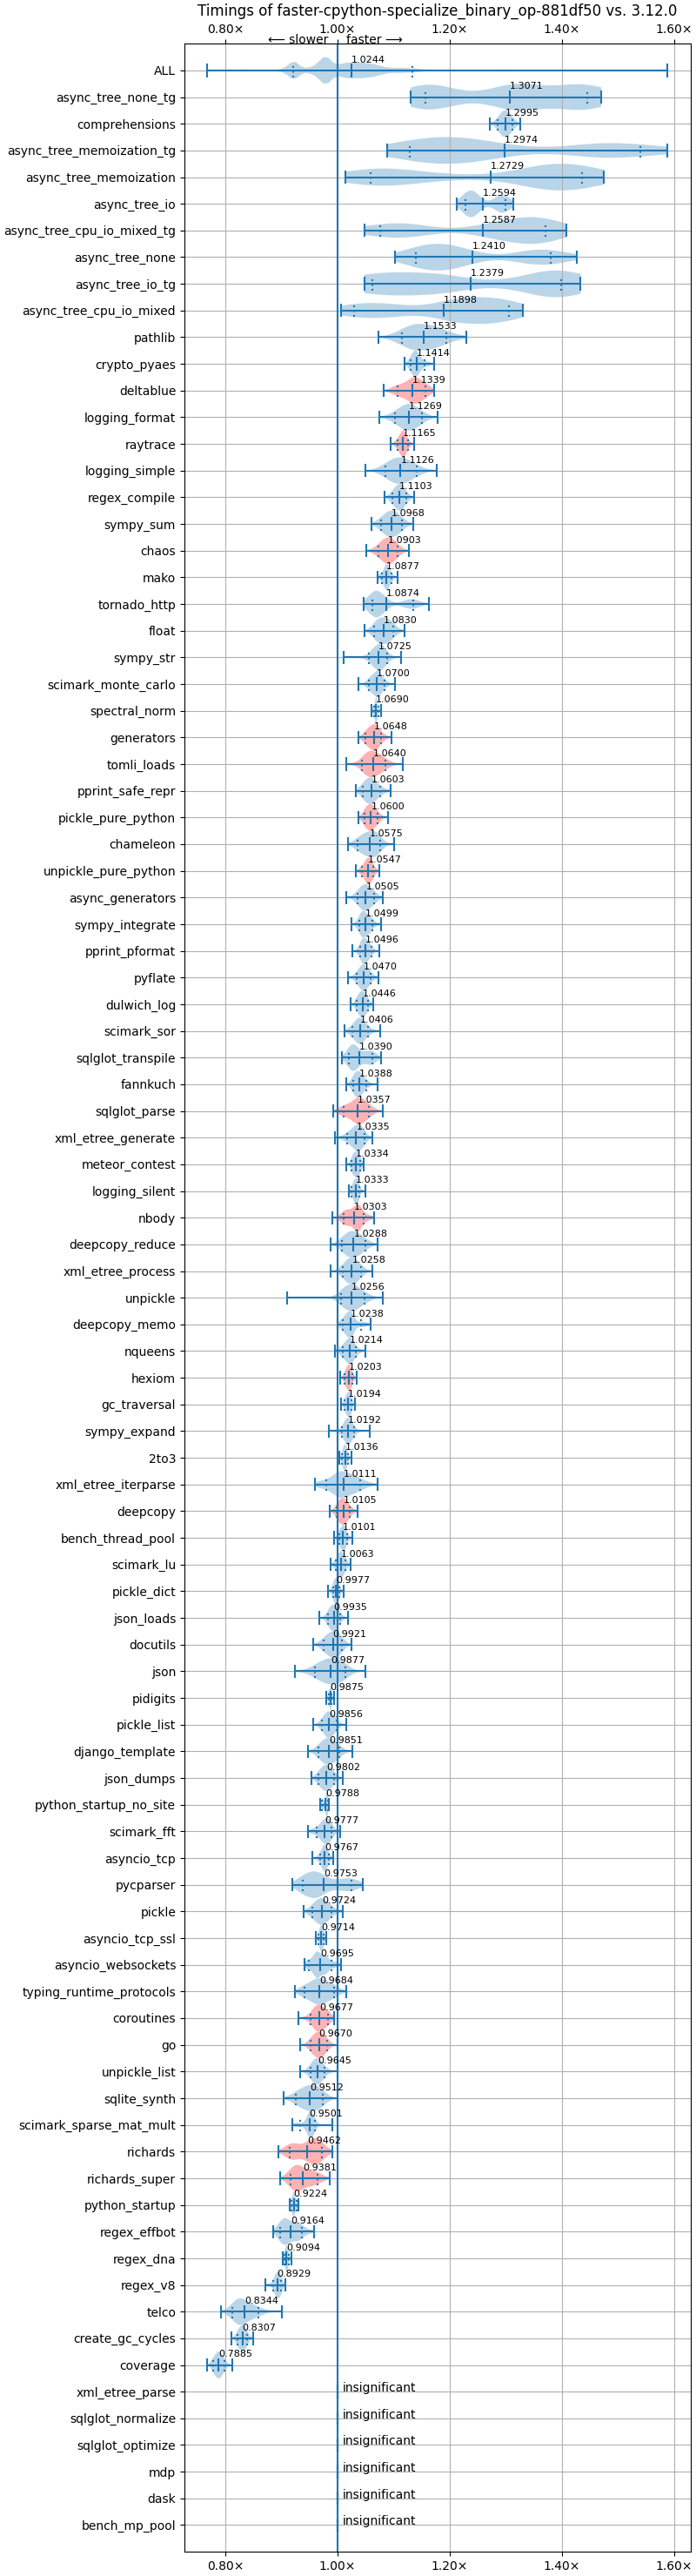 Timings of faster-cpython-specialize_binary_op-881df50 vs. 3.12.0
0.80× 1.00× 1.20× 1.40× 1.60×
⟵ slower faster ⟶
ALL 1.0244
async_tree_none_tg 1.3071
comprehensions 1.2995
async_tree_memoization_tg 1.2974
async_tree_memoization 1.2729
async_tree_io 1.2594
async_tree_cpu_io_mixed_tg 1.2587
async_tree_none 1.2410
async_tree_io_tg 1.2379
async_tree_cpu_io_mixed 1.1898
pathlib 1.1533
crypto_pyaes 1.1414
deltablue 1.1339
logging_format 1.1269
raytrace 1.1165
logging_simple 1.1126
regex_compile 1.1103
sympy_sum 1.0968
chaos 1.0903
mako 1.0877
tornado_http 1.0874
float 1.0830
sympy_str 1.0725
scimark_monte_carlo 1.0700
spectral_norm 1.0690
generators 1.0648
tomli_loads 1.0640
pprint_safe_repr 1.0603
pickle_pure_python 1.0600
chameleon 1.0575
unpickle_pure_python 1.0547
async_generators 1.0505
sympy_integrate 1.0499
pprint_pformat 1.0496
pyflate 1.0470
dulwich_log 1.0446
scimark_sor 1.0406
sqlglot_transpile 1.0390
fannkuch 1.0388
sqlglot_parse 1.0357
xml_etree_generate 1.0335
meteor_contest 1.0334
logging_silent 1.0333
nbody 1.0303
deepcopy_reduce 1.0288
xml_etree_process 1.0258
unpickle 1.0256
deepcopy_memo 1.0238
nqueens 1.0214
hexiom 1.0203
gc_traversal 1.0194
sympy_expand 1.0192
2to3 1.0136
xml_etree_iterparse 1.0111
deepcopy 1.0105
bench_thread_pool 1.0101
scimark_lu 1.0063
pickle_dict 0.9977
json_loads 0.9935
docutils 0.9921
json 0.9877
pidigits 0.9875
pickle_list 0.9856
django_template 0.9851
json_dumps 0.9802
python_startup_no_site 0.9788
scimark_fft 0.9777
asyncio_tcp 0.9767
pycparser 0.9753
pickle 0.9724
asyncio_tcp_ssl 0.9714
asyncio_websockets 0.9695
typing_runtime_protocols 0.9684
coroutines 0.9677
go 0.9670
unpickle_list 0.9645
sqlite_synth 0.9512
scimark_sparse_mat_mult 0.9501
richards 0.9462
richards_super 0.9381
python_startup 0.9224
regex_effbot 0.9164
regex_dna 0.9094
regex_v8 0.8929
telco 0.8344
create_gc_cycles 0.8307
coverage 0.7885
xml_etree_parse insignificant
sqlglot_normalize insignificant
sqlglot_optimize insignificant
mdp insignificant
dask insignificant
bench_mp_pool insignificant
0.80× 1.00× 1.20× 1.40× 1.60×